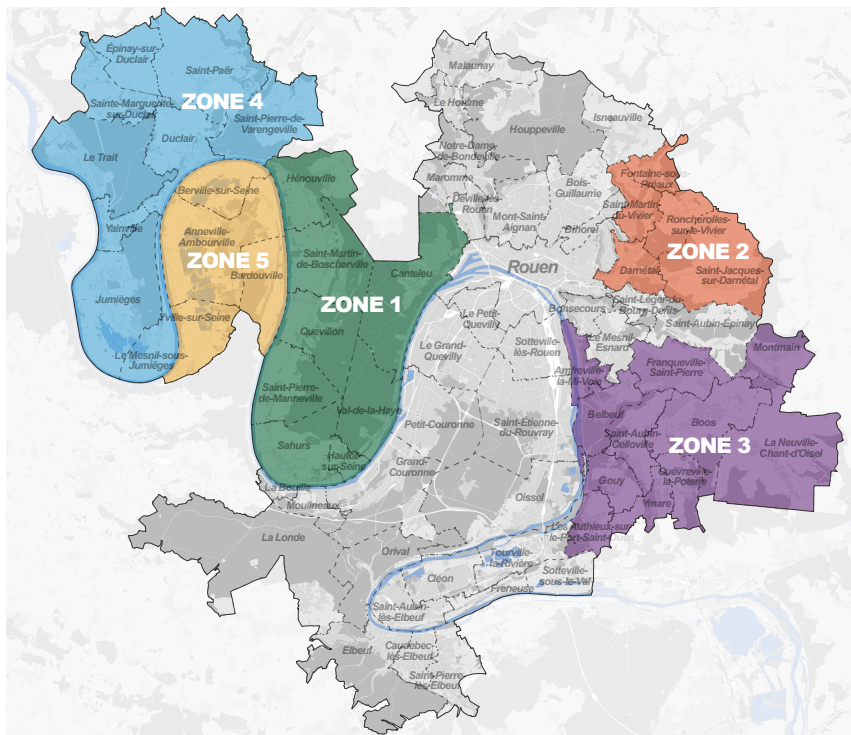 Épinay-sur-
Duclair
Saint-Paër
Sainte-Marguerite-
sur-Duclair
ZONE 4
Saint-Pierre-de-
Varengeville
Duclair
Le Trait
Yainville
Jumièges
Le Mesnil-sous-
Jumièges
Berville-sur-Seine
Anneville-
Ambourville
ZONE 5
Bardouville
Yville-sur-Seine
Hénouville
Saint-Martin-
de-Boscherville
Canteleu
ZONE 1
Quevillon
Saint-Pierre-
de-Manneville
Val-de-la-Haye
Sahurs
Hautot-
sur-Seine
Malaunay
Le Houlme
Houppeville
Isneauville
Notre-Dame-
de-Bondeville
Maromme
Déville-lès-
Rouen
Mont-Saint-
Aignan
Bois-
Guillaume
Bihorel
Rouen
Fontaine-sous-
Préaux
Saint-Martin-
du-Vivier
Roncherolles-
sur-le-Vivier
ZONE 2
Darnétal
Saint-Jacques-
sur-Darnétal
Saint-Léger-du-
Bourg-Denis
Bonsecours
Saint-Aubin-Epinay
Le Mesnil-
Esnard
Le Petit-
Quevilly
Le Grand-
Quevilly
Sotteville-
lès-Rouen
Amfreville-
la-Mi-Voie
Franqueville-
Saint-Pierre
Montmain
Belbeuf
Boos
Saint-Aubin-
Celloville
ZONE 3
La Neuville-
Chant-d'Oisel
Gouy
Quévreville-
la-Poterie
Ymare
Les Authieux-sur-
le-Port-Saint-Ouen
Petit-Couronne
Saint-Étienne-
du-Rouvray
Grand-
Couronne
Oissel
La Bouille
Moulineaux
La Londe
Orival
Tourville-
la-Rivière
Cléon
Sotteville-
sous-le-Val
Freneuse
Saint-Aubin-
lès-Elbeuf
Elbeuf
Caudebec-
lès-Elbeuf
Saint-Pierre-
lès-Elbeuf